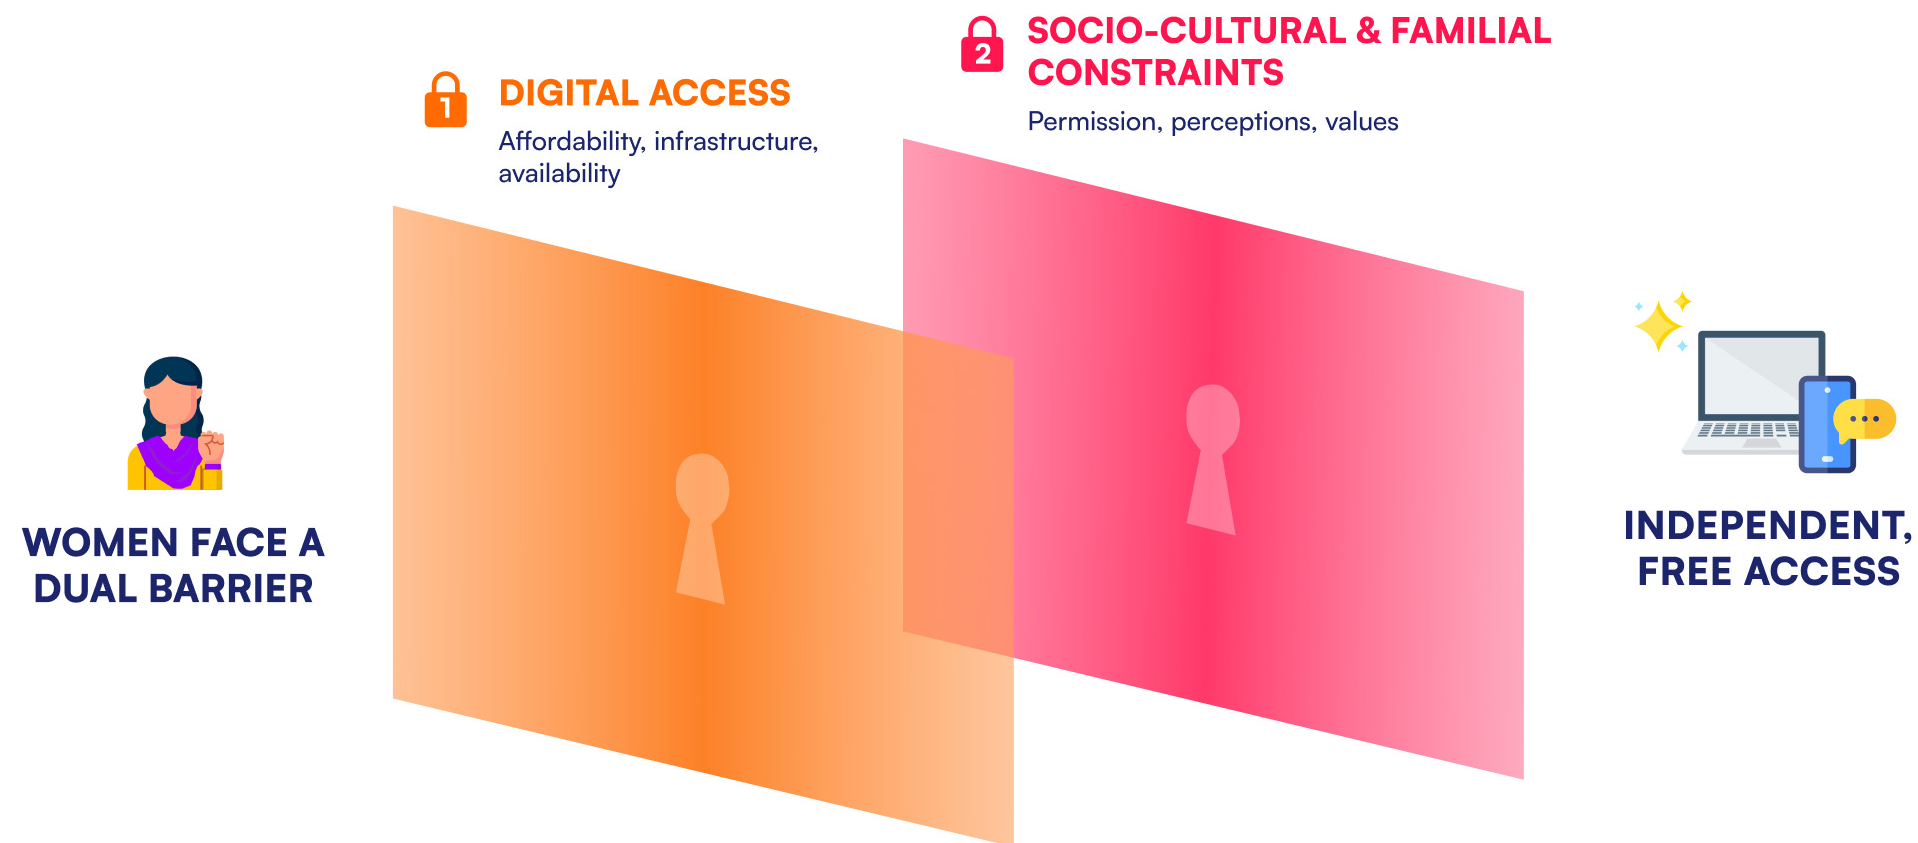 WOMEN FACE A
DUAL BARRIER
1
DIGITAL ACCESS
Affordability, infrastructure,
availability
2
SOCIO-CULTURAL & FAMILIAL
CONSTRAINTS
Permission, perceptions, values
INDEPENDENT,
FREE ACCESS